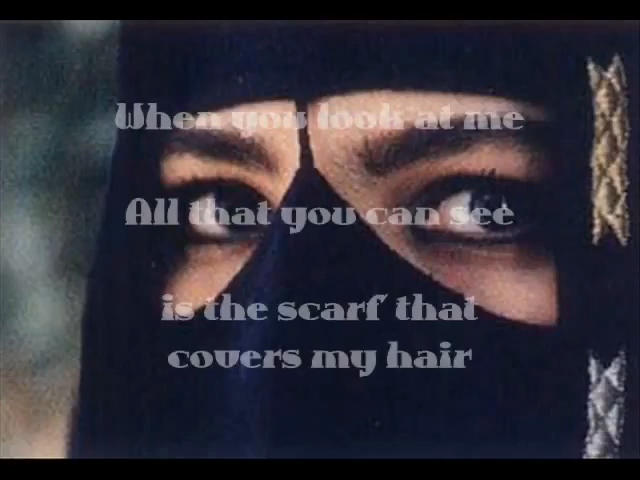 When you look at me
All that you can see
is the scarf that
covers my hair